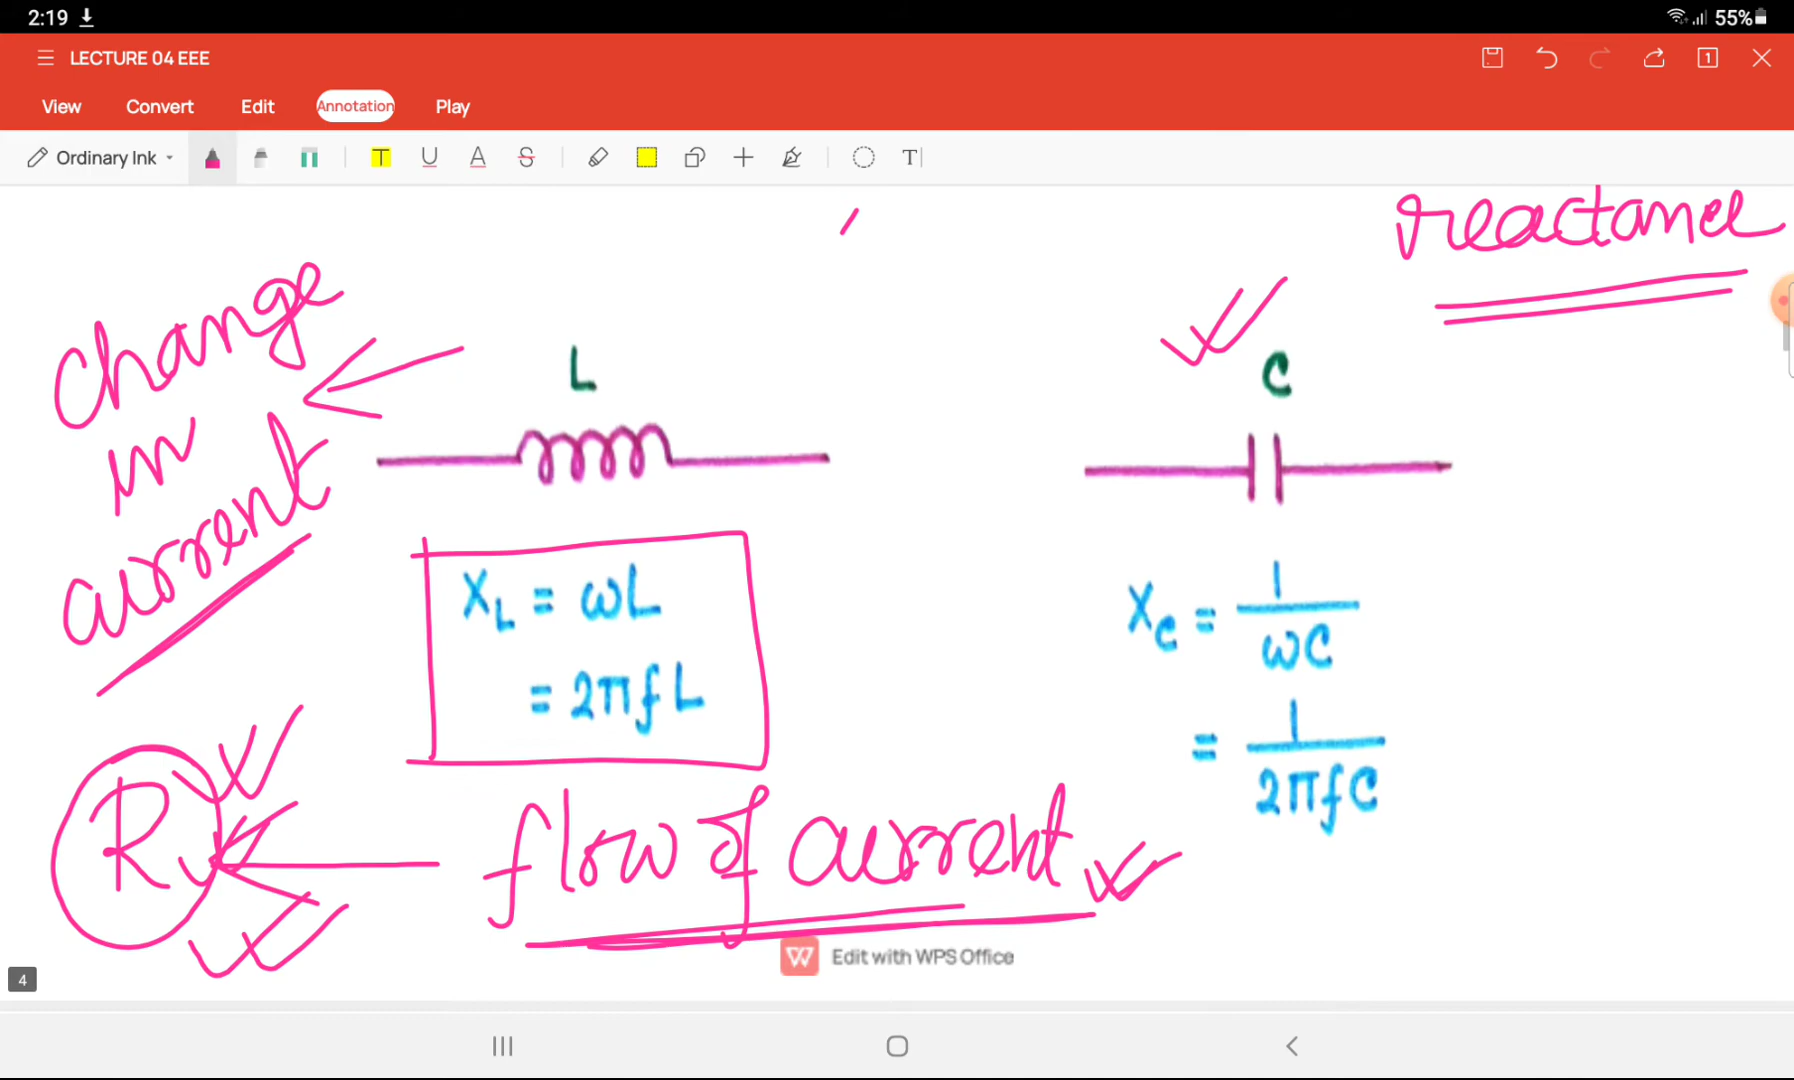 2:19
55%
LECTURE 04 EEE
1
View Convert Edit Annotation Play
Ordinary Ink T U A S T
reactance
change
in
current
L
C
XL = ωL
= 2πfL
XC = 1/ωC
= 1/2πfC
R
flow of current
Edit with WPS Office
4